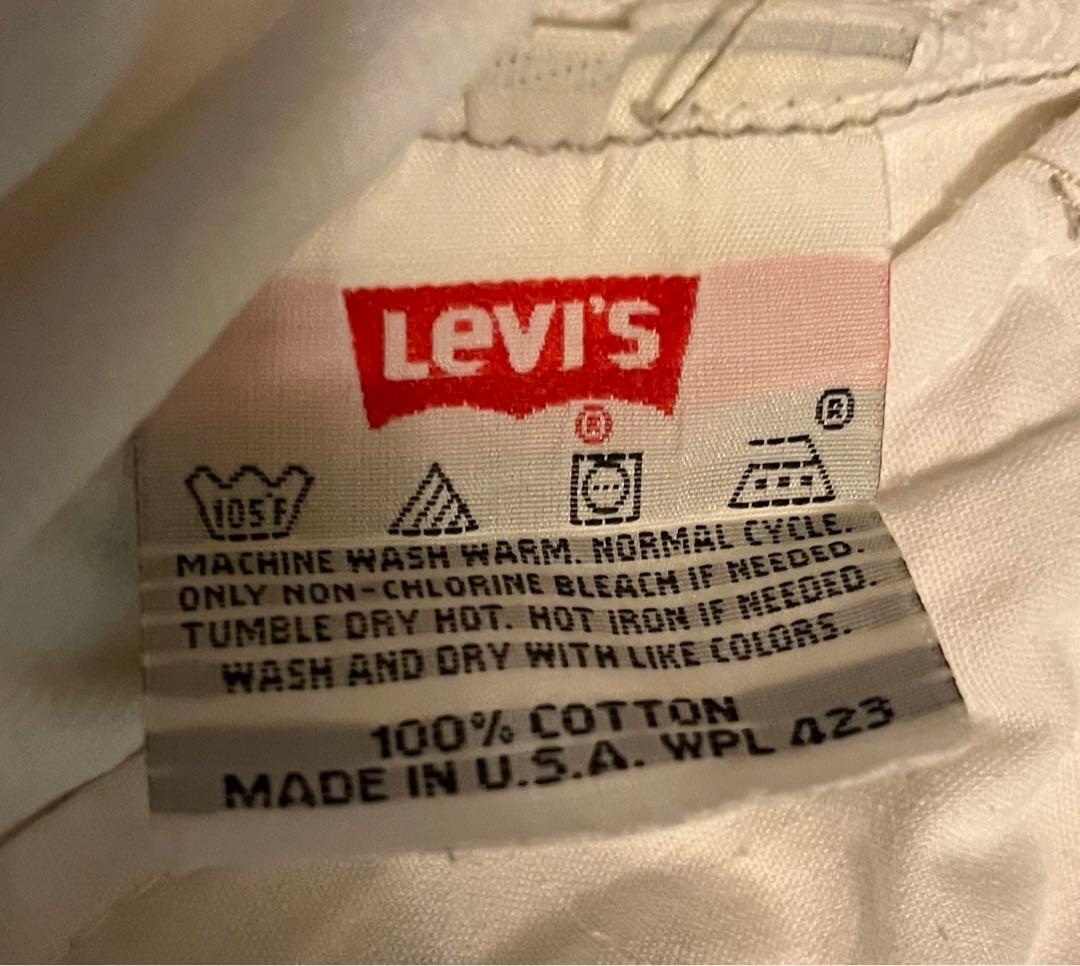 LEVI'S
®
®
105°F
MACHINE WASH WARM. NORMAL CYCLE.
ONLY NON-CHLORINE BLEACH IF NEEDED.
TUMBLE DRY HOT. HOT IRON IF NEEDED.
WASH AND DRY WITH LIKE COLORS.
100% COTTON
MADE IN U.S.A. WPL 423